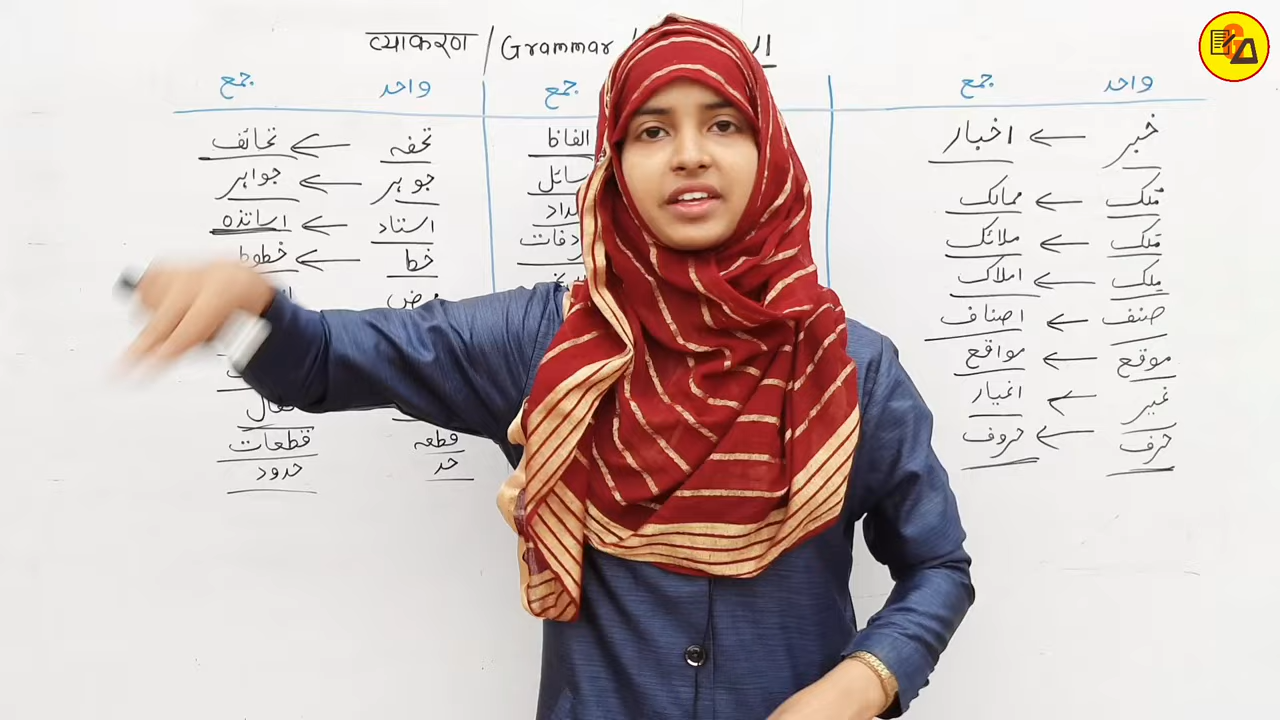 व्याकरण / Grammar /
واحد جمع
خبر ← اخبار
مُلک ← ممالک
مَلَک ← ملائک
مِلک ← املاک
صنف ← اصناف
موقع ← مواقع
غیر ← اغیار
حرف ← حروف
جمع
الفاظ
واحد جمع
تحفہ ← تحائف
جوہر ← جواہر
استاد ← اساتذہ
خط ← خطوط
قطعہ قطعات
حد حدود